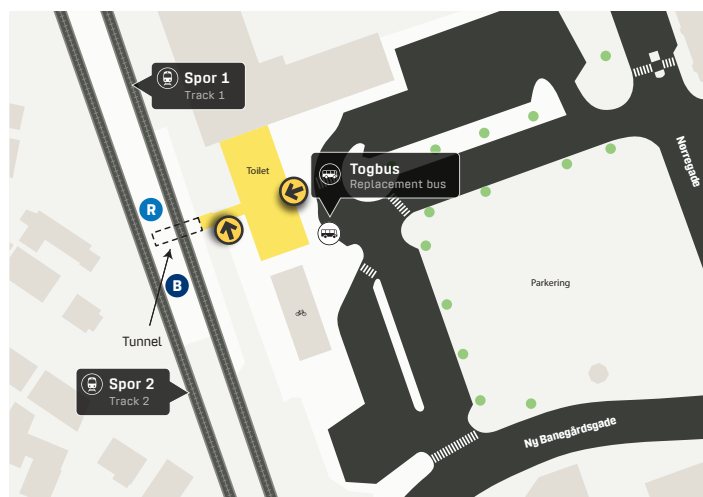 Spor 1
Track 1
Toilet
Togbus
Replacement bus
Nørregade
R
B
Parkering
Tunnel
Spor 2
Track 2
Ny Banegårdsgade